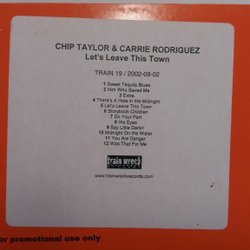 CHIP TAYLOR & CARRIE RODRIGUEZ
Let's Leave This Town
TRAIN 19 / 2002-09-02
1 Sweet Tequila Blues
2 Him Who Saved Me
3 Extra
4 There's A Hole in the Midnight
5 Let's Leave This Town
6 Storybook Children
7 Do Your Part
8 His Eyes
9 Say Little Darlin'
10 Midnight On the Water
11 You Are Danger
12 Was That For Me
train wreck
www.trainwreckrecords.com
or promotional use only